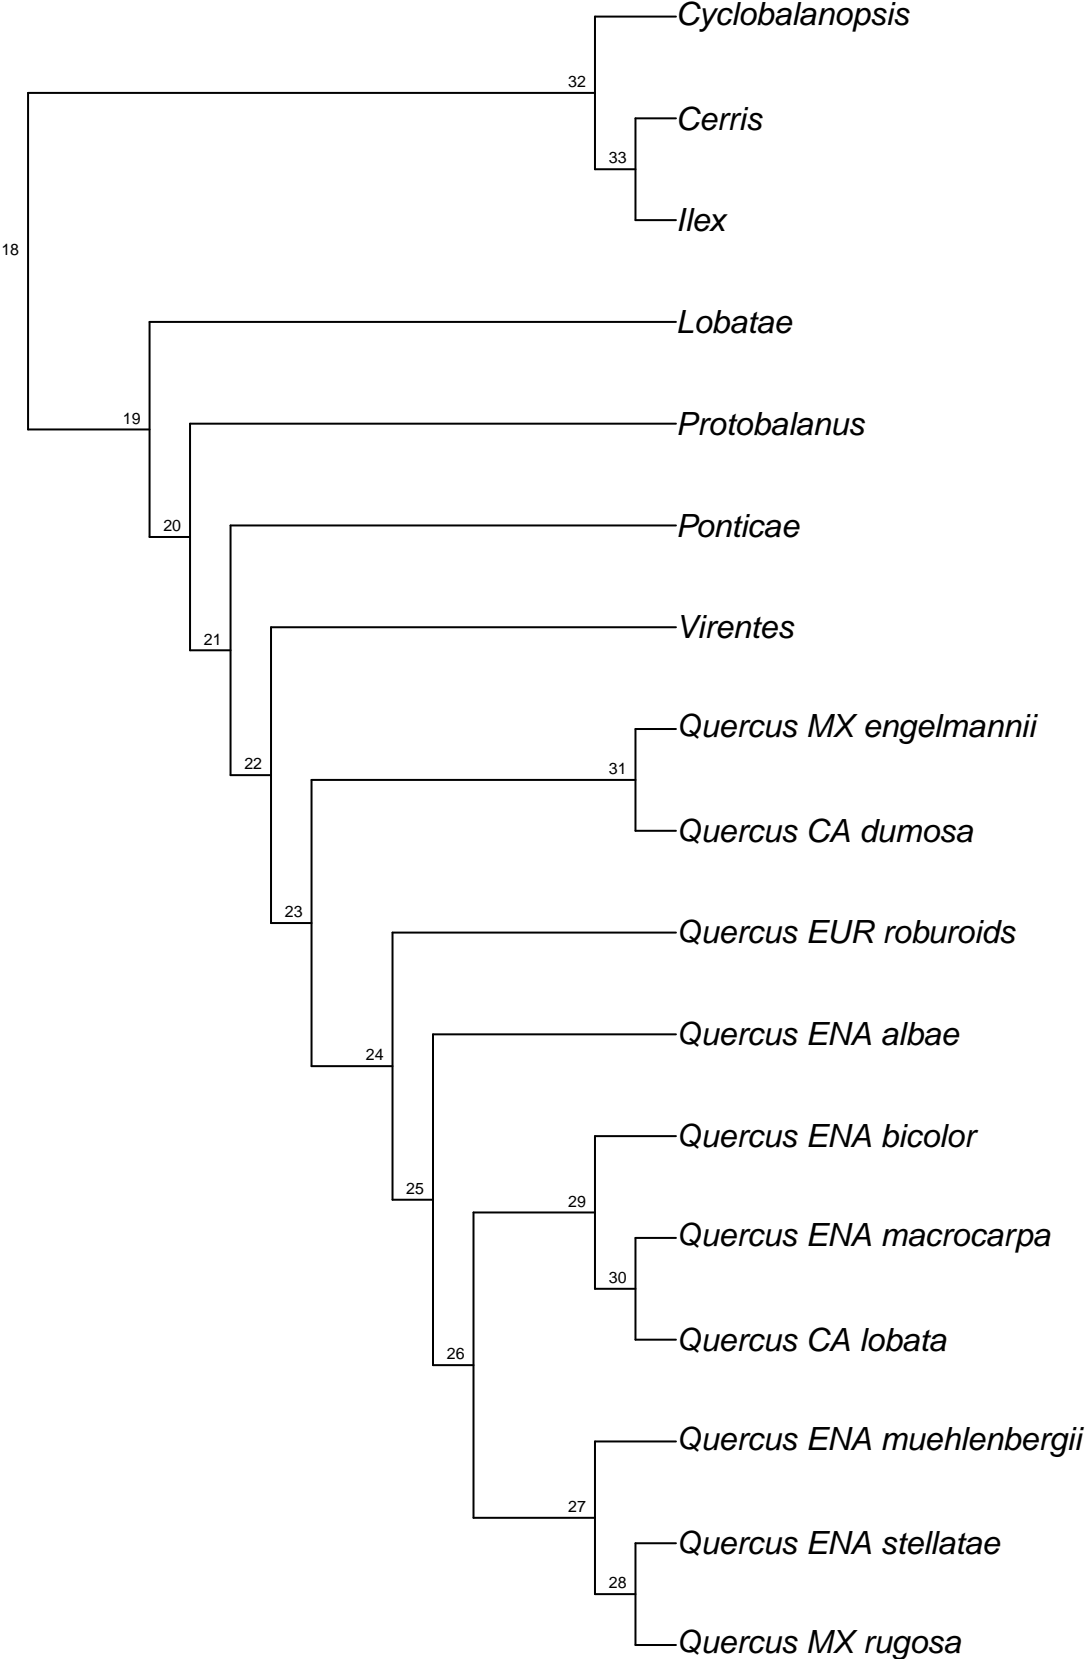 Cyclobalanopsis
32
Cerris
33
Ilex
18
Lobatae
19
Protobalanus
20
Ponticae
21
Virentes
22
Quercus MX engelmannii
31
Quercus CA dumosa
23
Quercus EUR roburoids
24
Quercus ENA albae
25
Quercus ENA bicolor
29
Quercus ENA macrocarpa
30
Quercus CA lobata
26
Quercus ENA muehlenbergii
27
Quercus ENA stellatae
28
Quercus MX rugosa